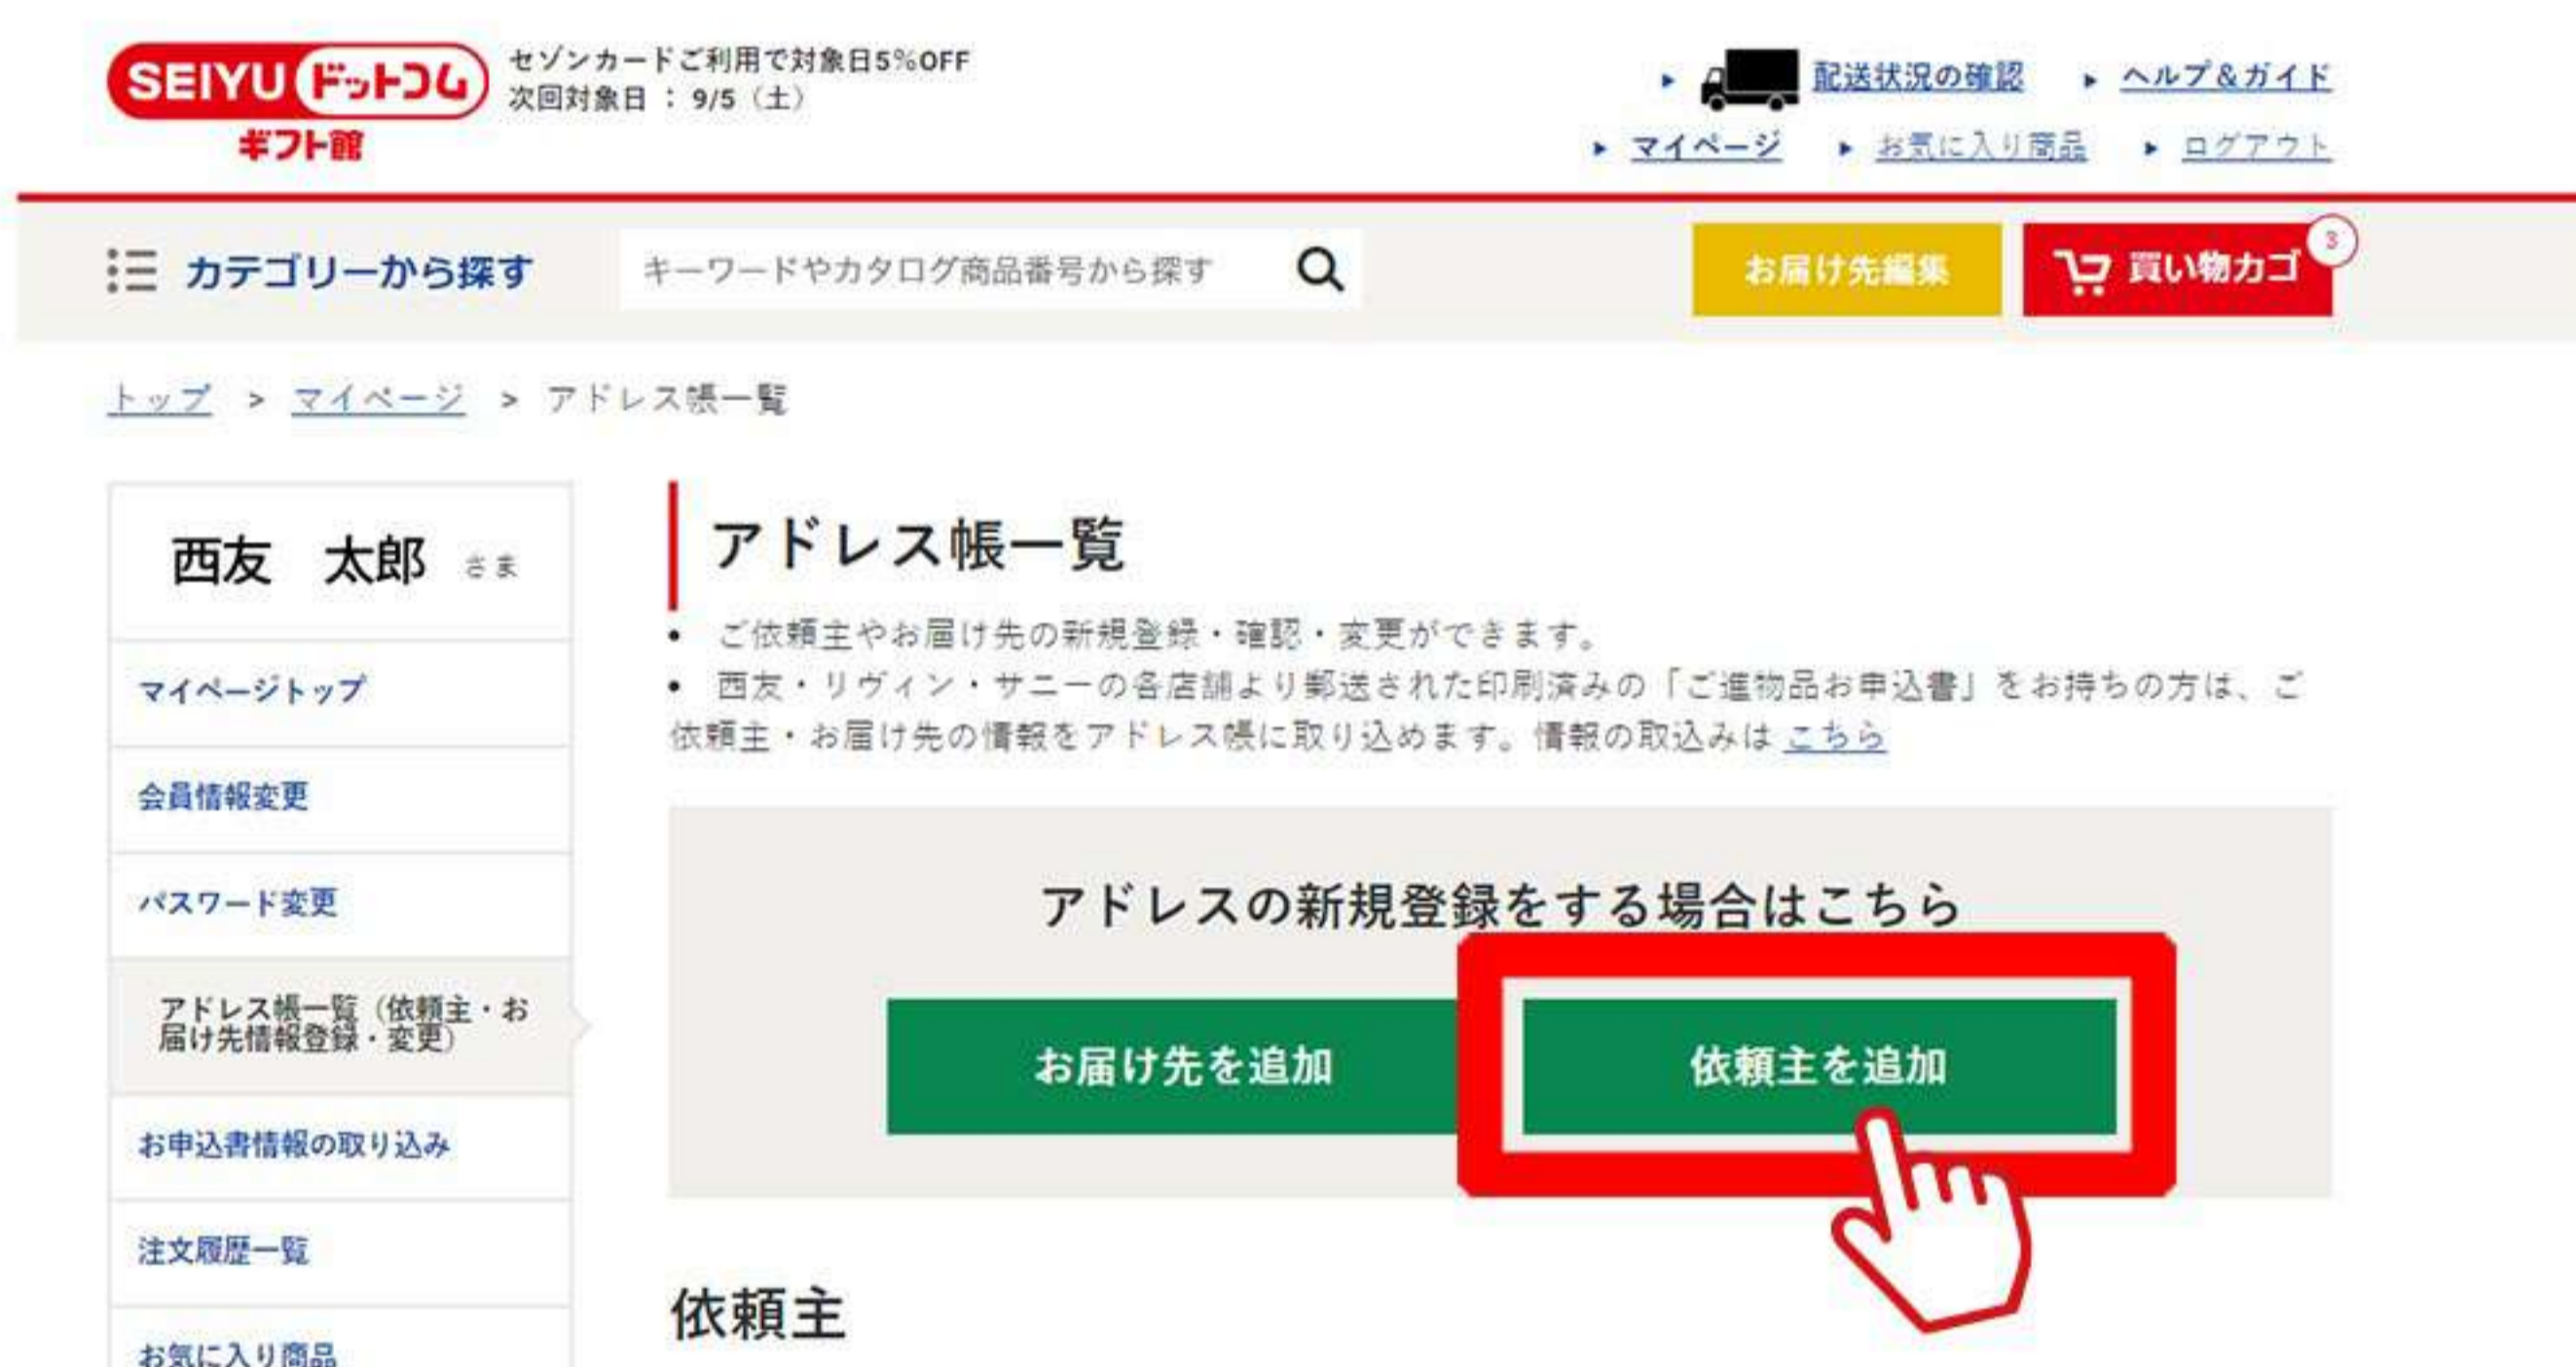 SEIYU ドットコム
ギフト館
セゾンカードご利用で対象日5%OFF
次回対象日 : 9/5 (土)
配送状況の確認 ヘルプ&ガイド
マイページ お気に入り商品 ログアウト
カテゴリーから探す
キーワードやカタログ商品番号から探す
お届け先編集
買い物カゴ
3
トップ > マイページ > アドレス帳一覧
西友 太郎 さま
マイページトップ
会員情報変更
パスワード変更
アドレス帳一覧(依頼主・お
届け先情報登録・変更)
お申込書情報の取り込み
注文履歴一覧
お気に入り商品
アドレス帳一覧
• ご依頼主やお届け先の新規登録・確認・変更ができます。
• 西友・リヴィン・サニーの各店舗より郵送された印刷済みの「ご進物品お申込書」をお持ちの方は、ご
依頼主・お届け先の情報をアドレス帳に取り込めます。情報の取込みは こちら
アドレスの新規登録をする場合はこちら
お届け先を追加
依頼主を追加
依頼主